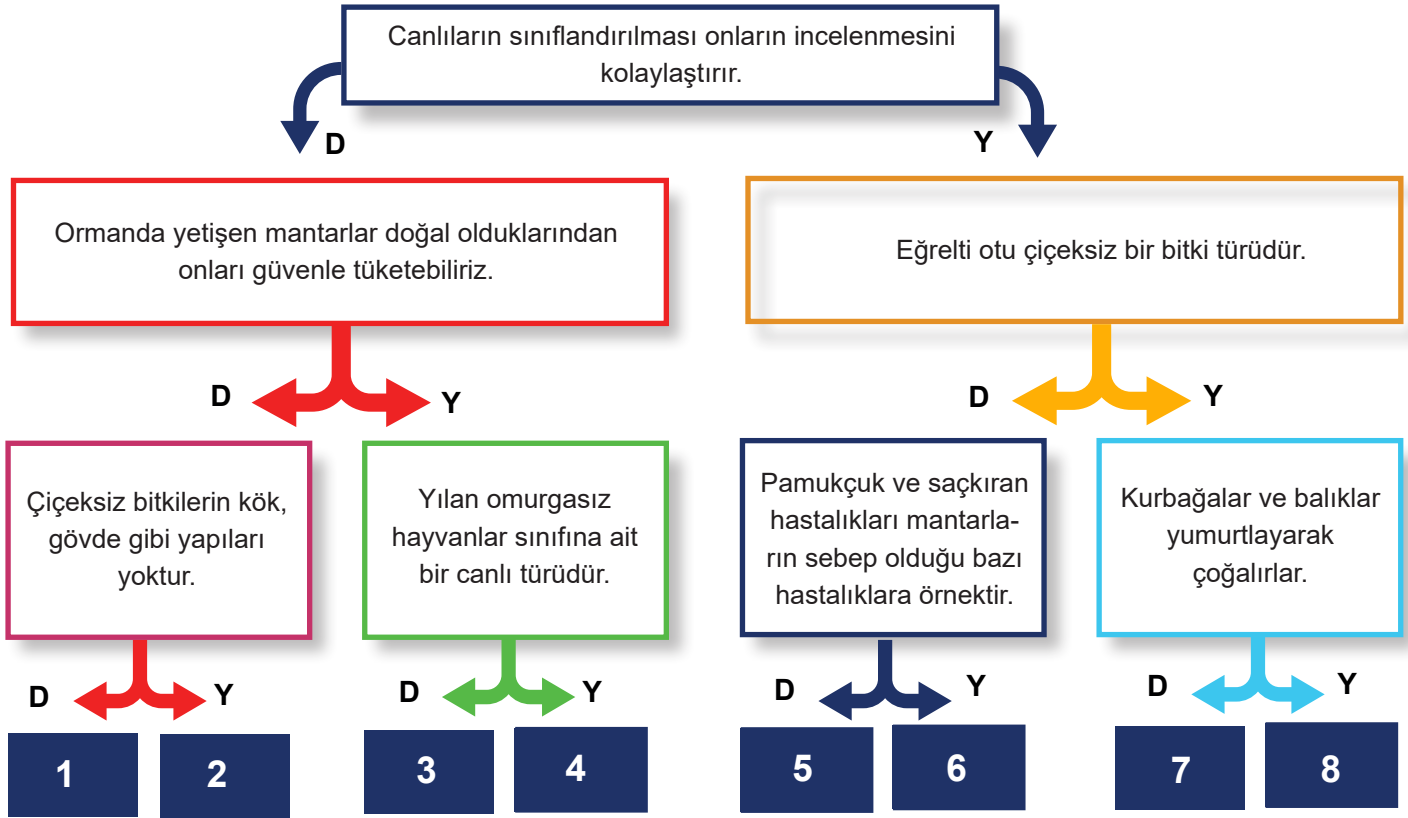 Canlıların sınıflandırılması onların incelenmesini
kolaylaştırır.
D
Y
Ormanda yetişen mantarlar doğal olduklarından
onları güvenle tüketebiliriz.
Eğrelti otu çiçeksiz bir bitki türüdür.
D
Y
D
Y
Çiçeksiz bitkilerin kök,
gövde gibi yapıları
yoktur.
Yılan omurgasız
hayvanlar sınıfına ait
bir canlı türüdür.
Pamukçuk ve saçkıran
hastalıkları mantarla-
rın sebep olduğu bazı
hastalıklara örnektir.
Kurbağalar ve balıklar
yumurtlayarak
çoğalırlar.
D
Y
D
Y
D
Y
D
Y
1
2
3
4
5
6
7
8